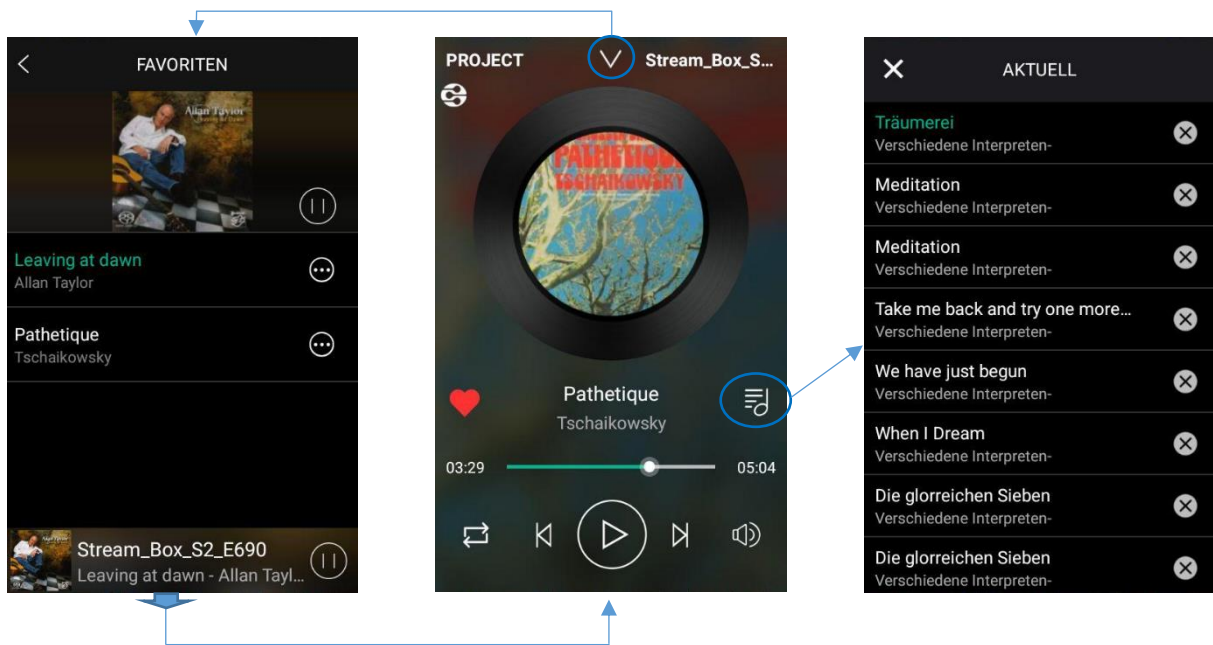 FAVORITEN
Allan Taylor
Leaving at Dawn
Leaving at dawn
Allan Taylor
Pathetique
Tschaikowsky
Stream_Box_S2_E690
Leaving at dawn - Allan Tayl...
PROJECT
Stream_Box_S...
PATHETIQUE
TSCHAIKOWSKY
Pathetique
Tschaikowsky
03:29
05:04
AKTUELL
Träumerei
Verschiedene Interpreten-
Meditation
Verschiedene Interpreten-
Meditation
Verschiedene Interpreten-
Take me back and try one more...
Verschiedene Interpreten-
We have just begun
Verschiedene Interpreten-
When I Dream
Verschiedene Interpreten-
Die glorreichen Sieben
Verschiedene Interpreten-
Die glorreichen Sieben
Verschiedene Interpreten-